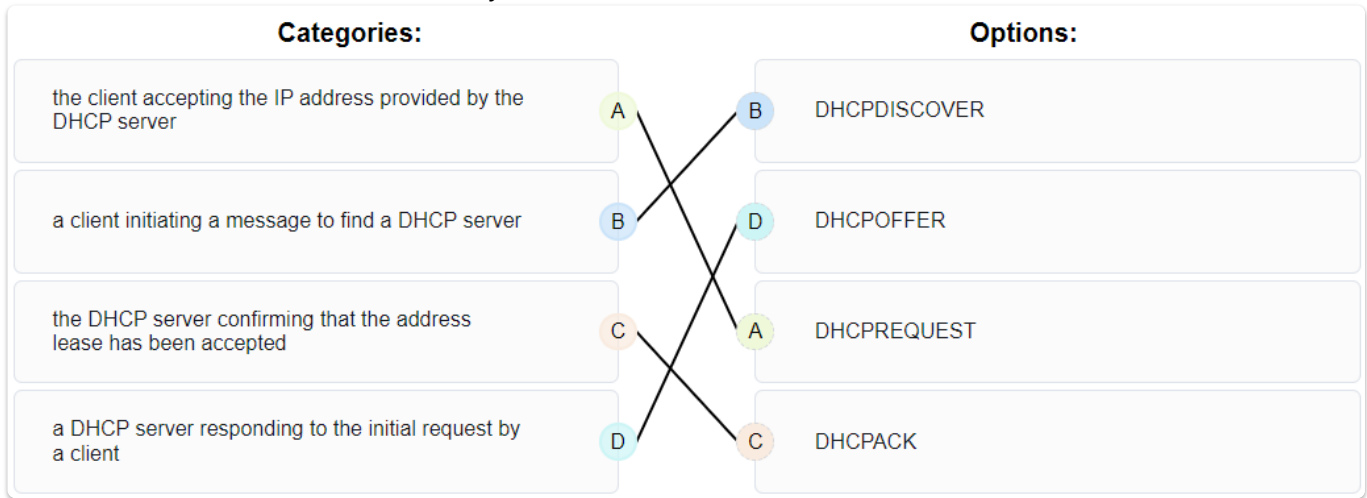 Categories:
Options:
the client accepting the IP address provided by the
DHCP server
A
B
DHCPDISCOVER
a client initiating a message to find a DHCP server
B
D
DHCPOFFER
the DHCP server confirming that the address
lease has been accepted
C
A
DHCPREQUEST
a DHCP server responding to the initial request by
a client
D
C
DHCPACK